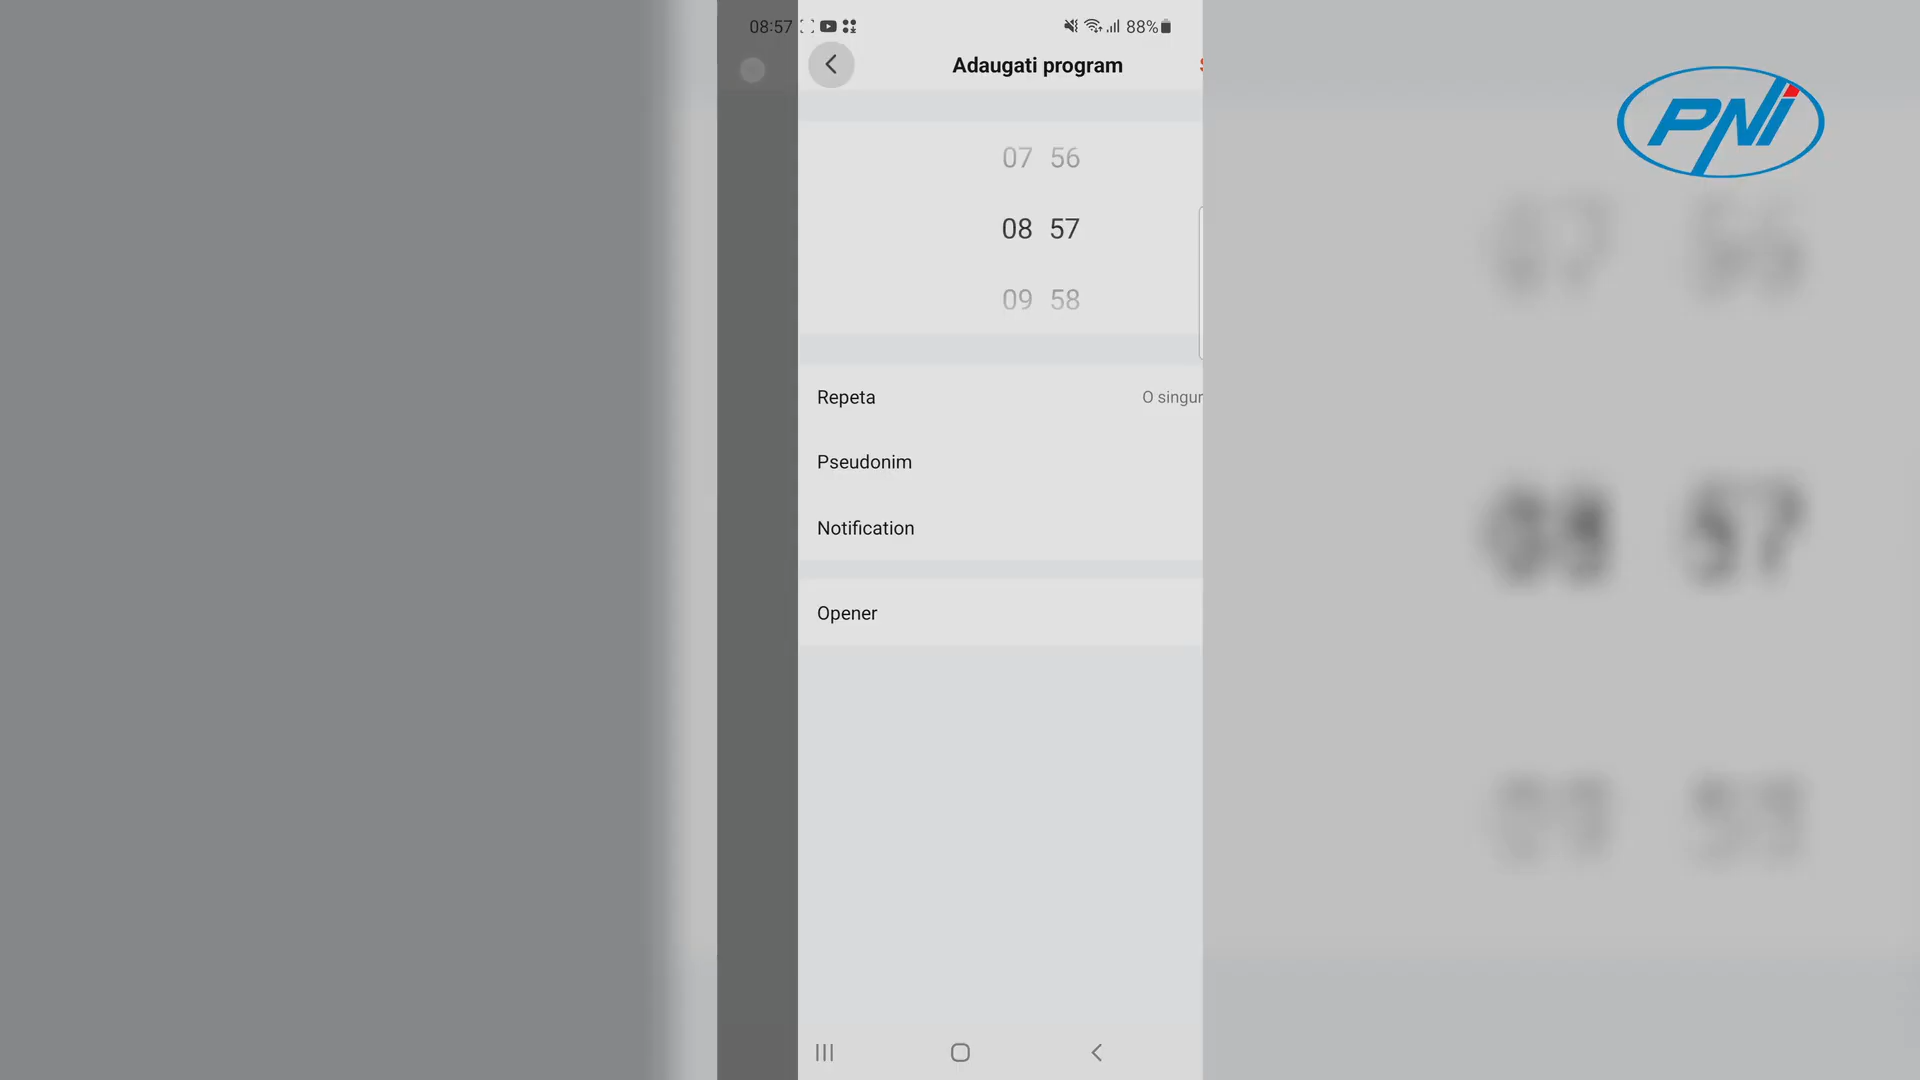 08:57
88%
Adaugati program
PNI
07 56
08 57
09 58
Repeta
O singur
Pseudonim
Notification
Opener